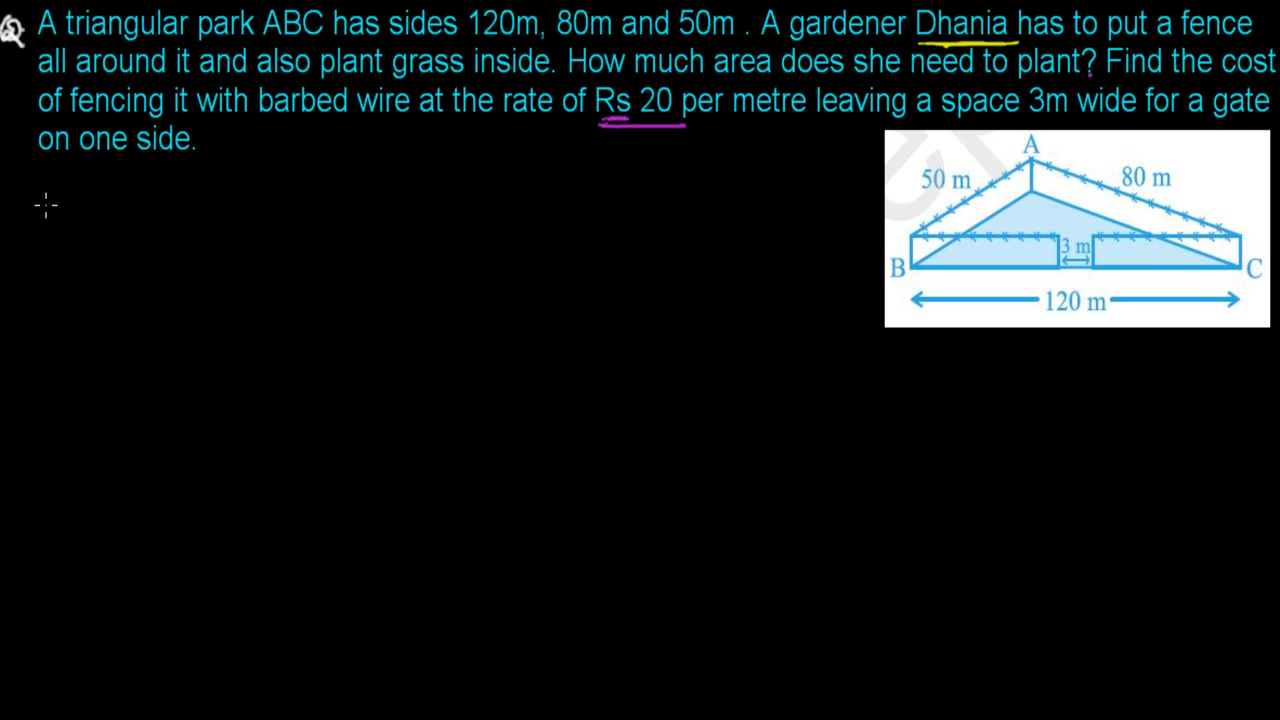 Q A triangular park ABC has sides 120m, 80m and 50m . A gardener Dhania has to put a fence
all around it and also plant grass inside. How much area does she need to plant? Find the cost
of fencing it with barbed wire at the rate of Rs 20 per metre leaving a space 3m wide for a gate
on one side.
A
50 m
80 m
3 m
B
C
120 m